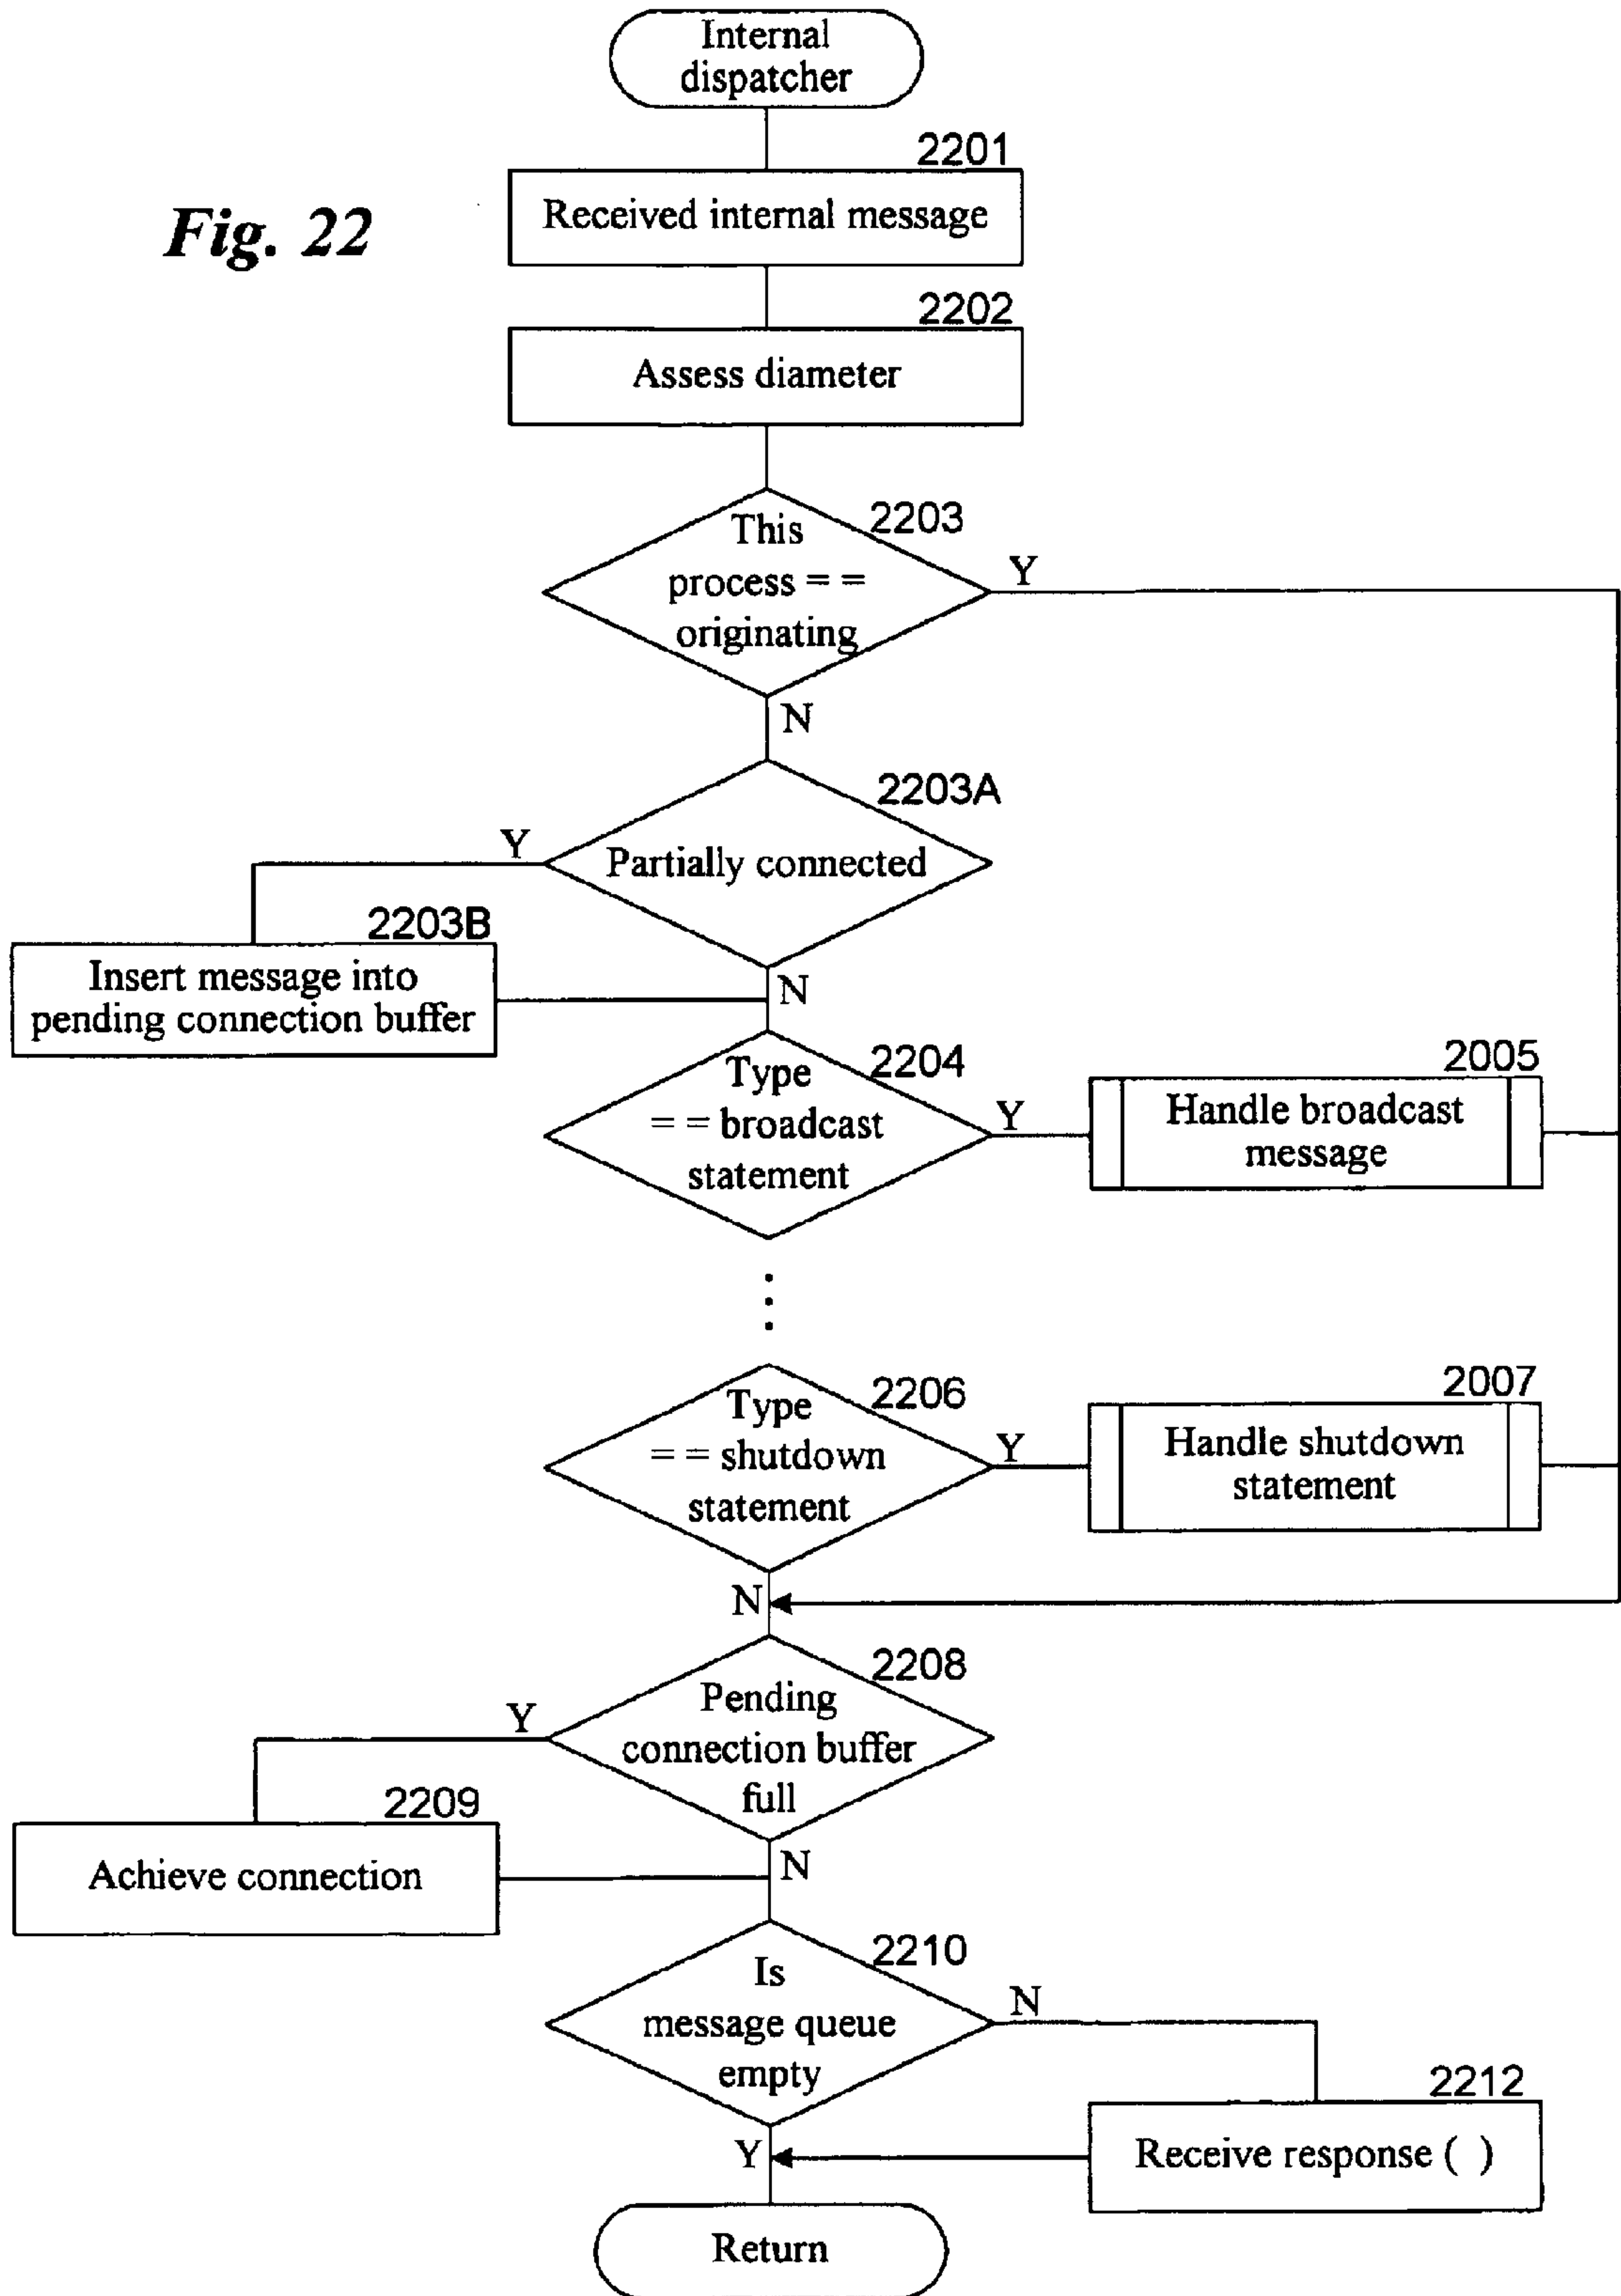 Internal
dispatcher
2201
Received internal message
Fig. 22
2202
Assess diameter
2203
This
process = =
originating
Y
N
2203A
Partially connected
Y
2203B
Insert message into
pending connection buffer
N
2204
Type
= = broadcast
statement
Y
2005
Handle broadcast
message
2206
Type
= = shutdown
statement
Y
2007
Handle shutdown
statement
N
2208
Pending
connection buffer
full
Y
2209
Achieve connection
N
2210
Is
message queue
empty
N
2212
Receive response ( )
Y
Return